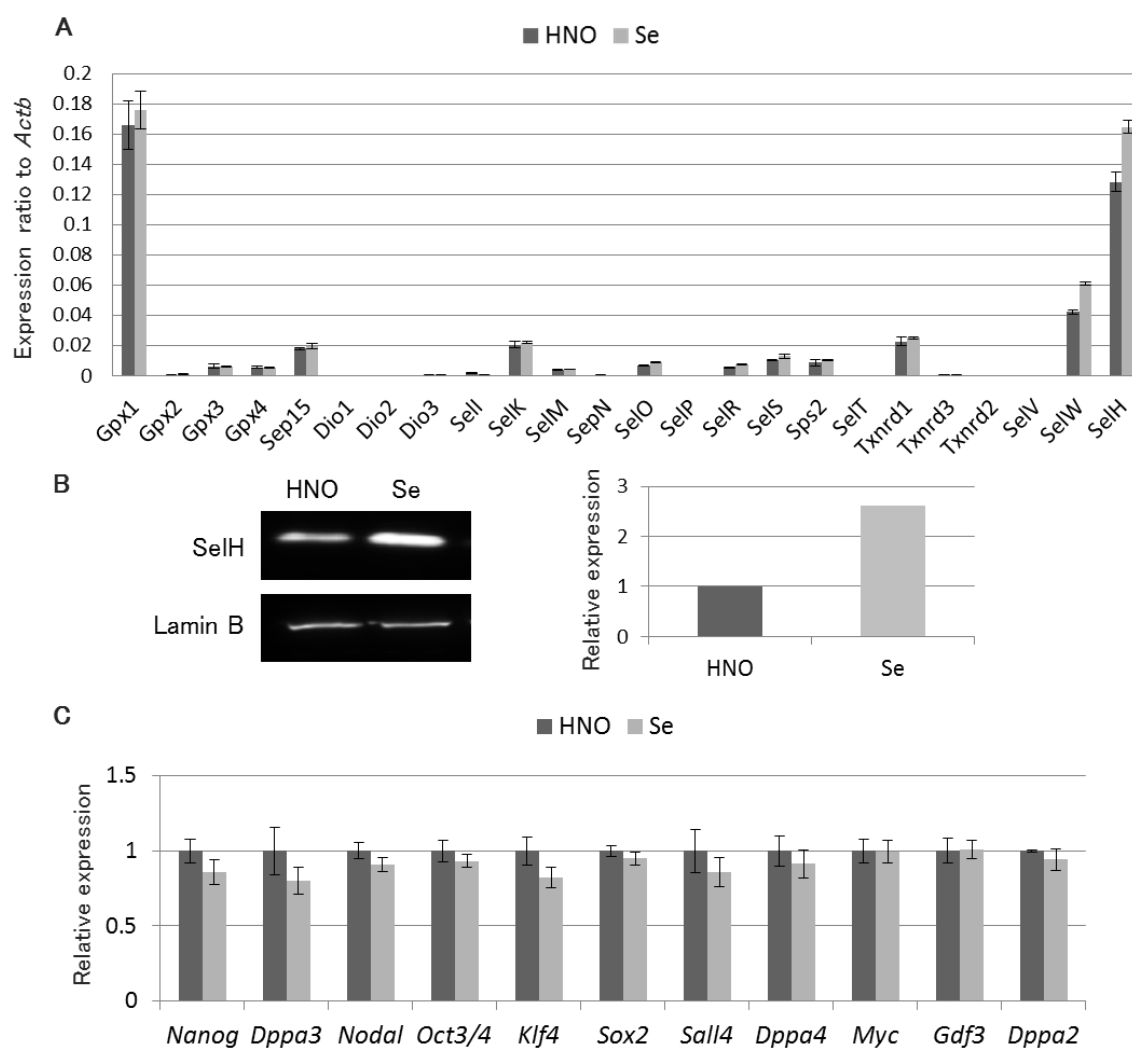 A
HNO Se
Expression ratio to Actb
0.2
0.18
0.16
0.14
0.12
0.1
0.08
0.06
0.04
0.02
0
Gpx1 Gpx2 Gpx3 Gpx4 Sep15 Dio1 Dio2 Dio3 SelI SelK SelM SepN SelO SelP SelR SelS Sps2 SelT Txnrd1 Txnrd3 Txnrd2 SelV SelW SelH
B
HNO Se
SelH
Lamin B
Relative expression
3
2
1
0
HNO Se
C
HNO Se
Relative expression
1.5
1
0.5
0
Nanog Dppa3 Nodal Oct3/4 Klf4 Sox2 Sall4 Dppa4 Myc Gdf3 Dppa2